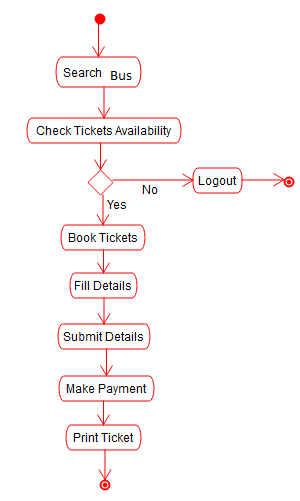 Search Bus
Check Tickets Availability
No
Logout
Yes
Book Tickets
Fill Details
Submit Details
Make Payment
Print Ticket